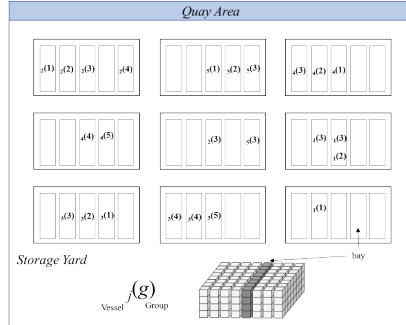 Quay Area
2(1) 2(2) 2(3) 2(4) 5(1) 5(2) 5(3) 4(3) 4(2) 4(1)
4(4) 4(5) 2(3) 5(3) 1(3) 1(3)
1(2)
3(3) 3(2) 3(1) 3(4) 3(4) 3(5) 1(1)
Storage Yard
bay
j(g)
Vessel Group